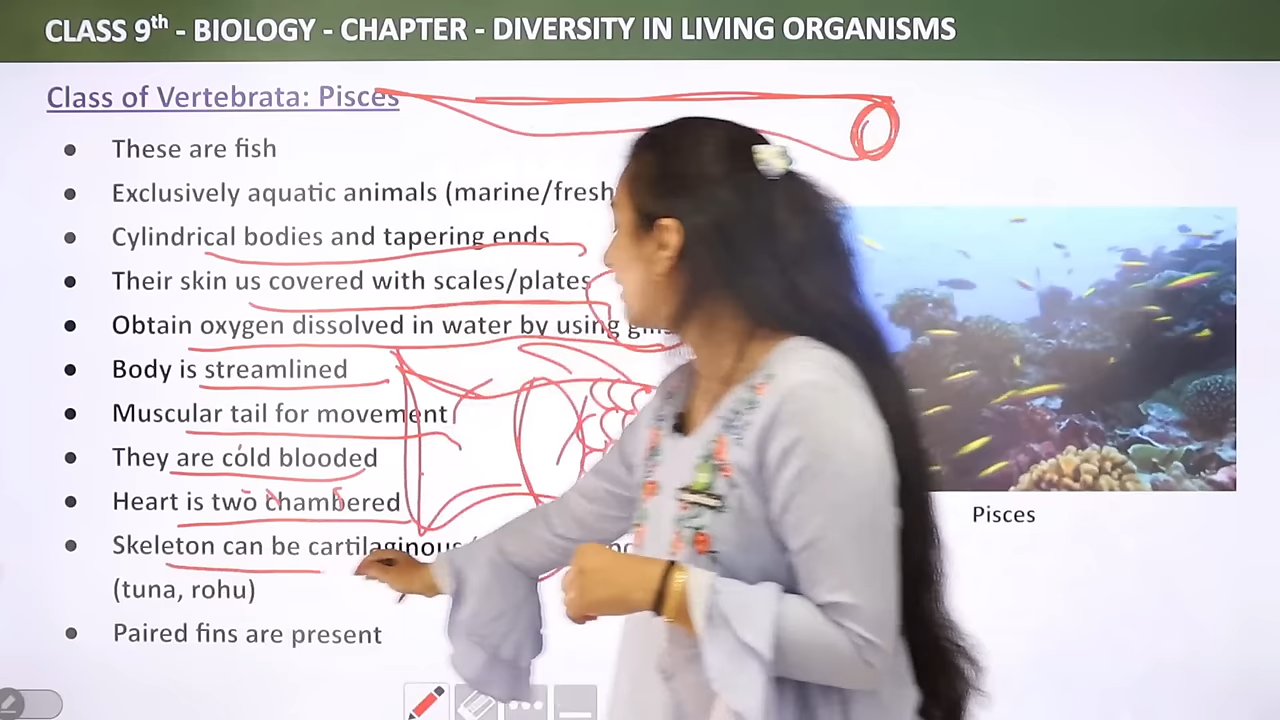 CLASS 9th - BIOLOGY - CHAPTER - DIVERSITY IN LIVING ORGANISMS
Class of Vertebrata: Pisces
These are fish
Exclusively aquatic animals (marine/fresh
Cylindrical bodies and tapering ends
Their skin us covered with scales/plates
Obtain oxygen dissolved in water by using
Body is streamlined
Muscular tail for movement
They are cold blooded
Heart is two chambered
Skeleton can be cartilaginous
(tuna, rohu)
Paired fins are present
Pisces